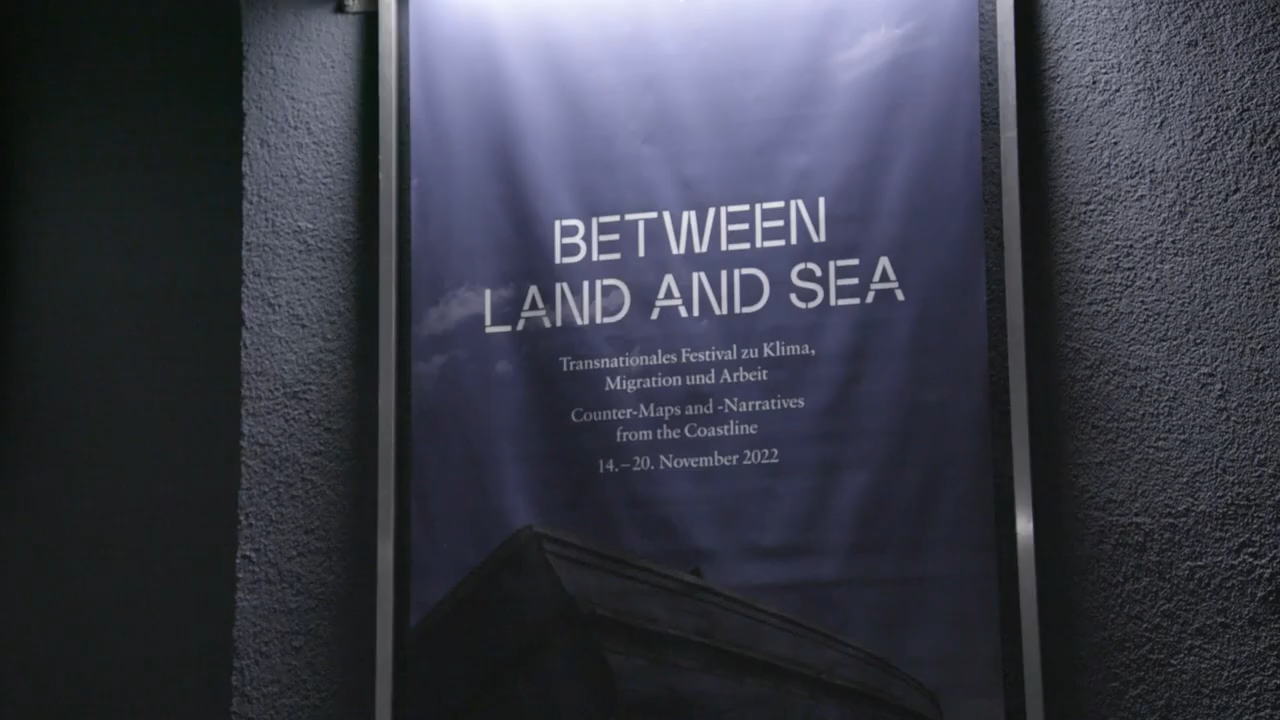 BETWEEN
LAND AND SEA
Transnationales Festival zu Klima,
Migration und Arbeit
Counter-Maps and -Narratives
from the Coastline
14.–20. November 2022